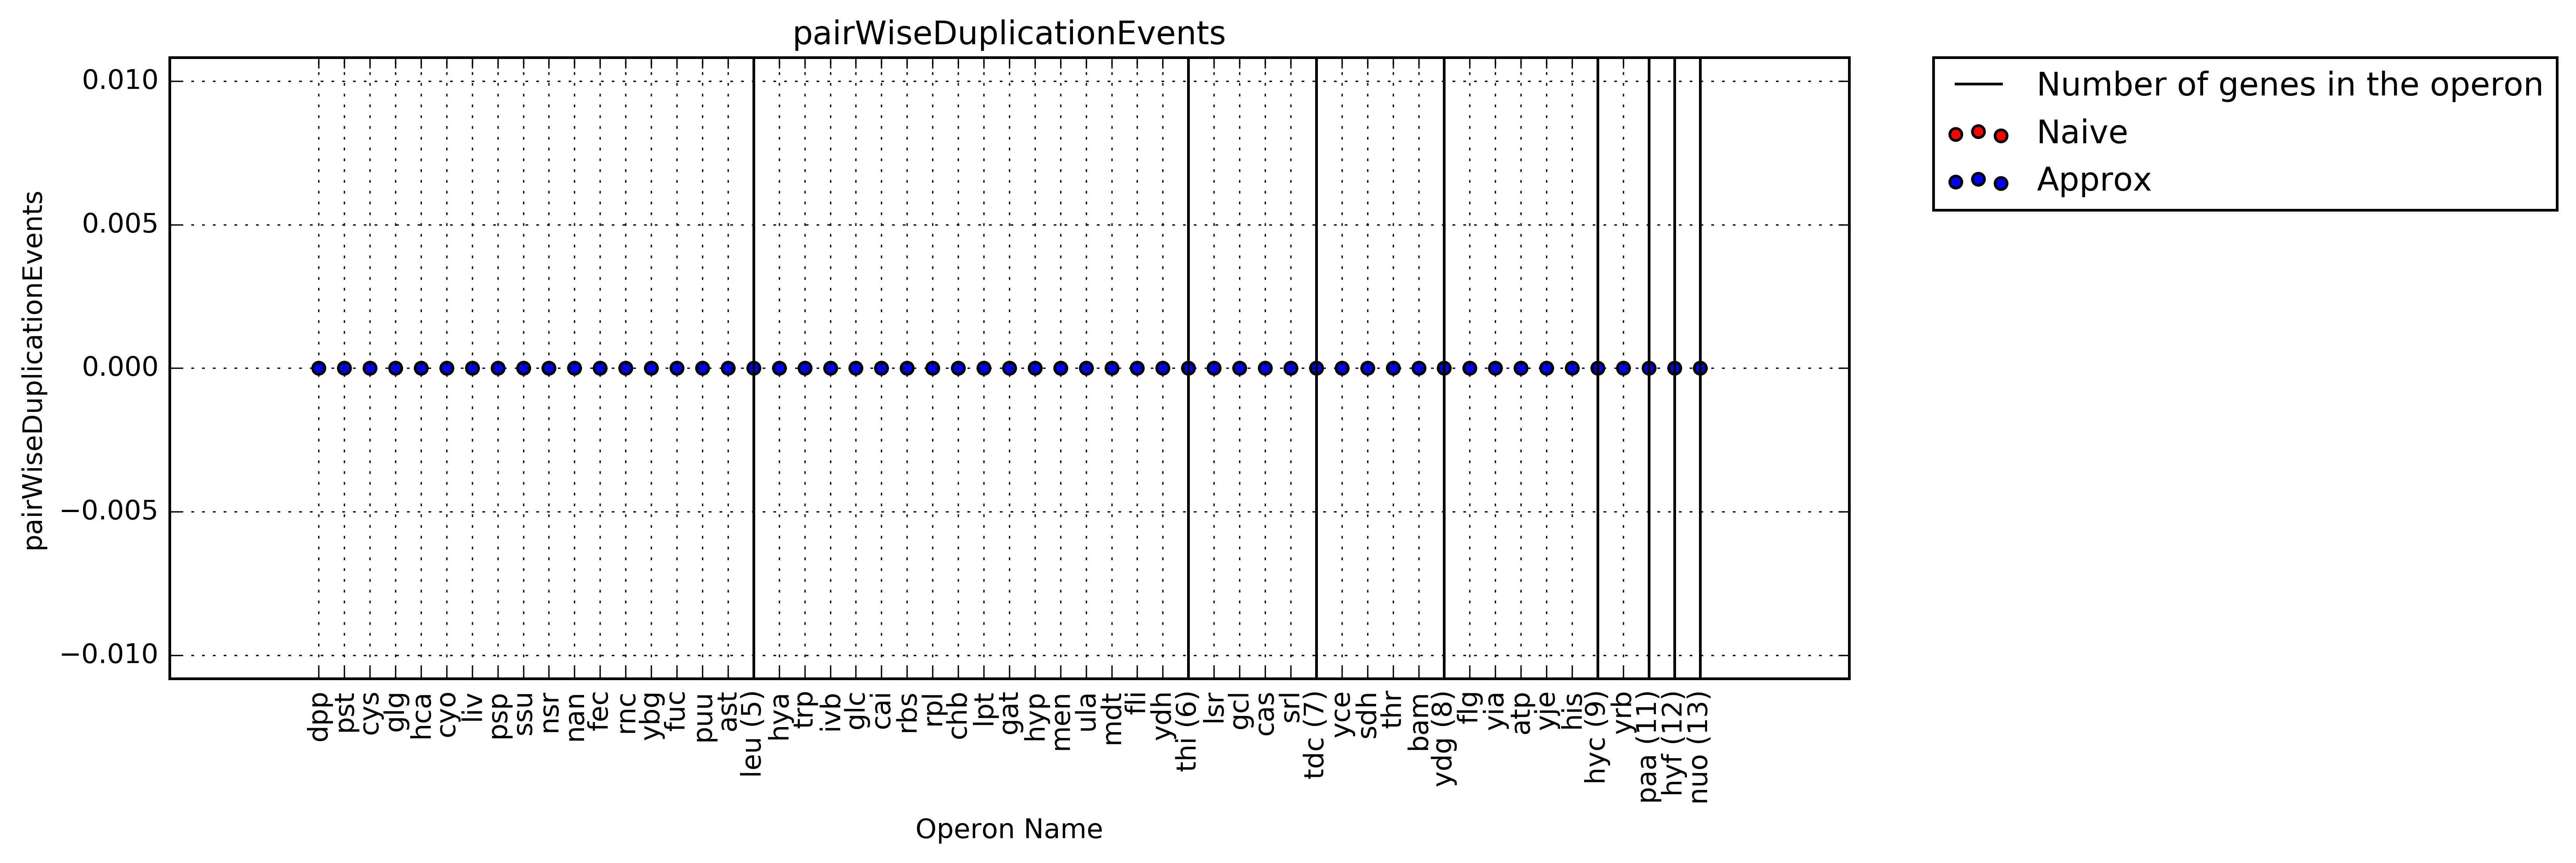 pairWiseDuplicationEvents
Number of genes in the operon
Naive
Approx
pairWiseDuplicationEvents
0.010
0.005
0.000
−0.005
−0.010
dpp
pst
cys
glg
hca
cyo
liv
psp
ssu
nsr
nan
fec
rnc
ybg
fuc
puu
ast
leu (5)
hya
trp
ivb
glc
cai
rbs
rpl
chb
lpt
gat
hyp
men
ula
mdt
fli
ydh
thi (6)
lsr
gcl
cas
srl
tdc (7)
yce
sdh
thr
bam
ydg (8)
flg
yia
atp
yje
his
hyc (9)
yrb
paa (11)
hyf (12)
nuo (13)
Operon Name